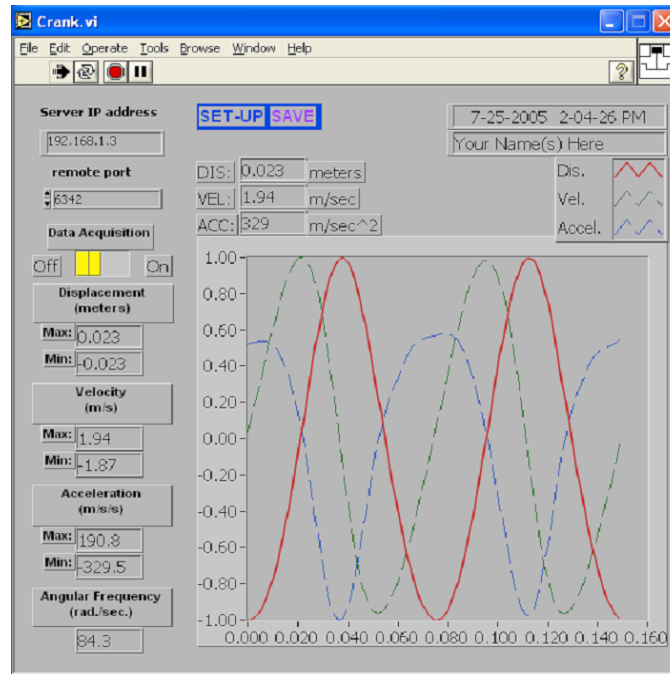 Crank.vi
File Edit Operate Tools Browse Window Help
?
Server IP address
192.168.1.3
remote port
6342
Data Acquisition
Off On
Displacement
(meters)
Max: 0.023
Min: -0.023
Velocity
(m/s)
Max: 1.94
Min: -1.87
Acceleration
(m/s/s)
Max: 190.8
Min: -329.5
Angular Frequency
(rad./sec.)
84.3
SET-UP SAVE
7-25-2005 2-04-26 PM
Your Name(s) Here
DIS: 0.023 meters
VEL: 1.94 m/sec
ACC: 329 m/sec^2
Dis.
Vel.
Accel.
1.00
0.80
0.60
0.40
0.20
0.00
-0.20
-0.40
-0.60
-0.80
-1.00
0.000 0.020 0.040 0.060 0.080 0.100 0.120 0.140 0.160